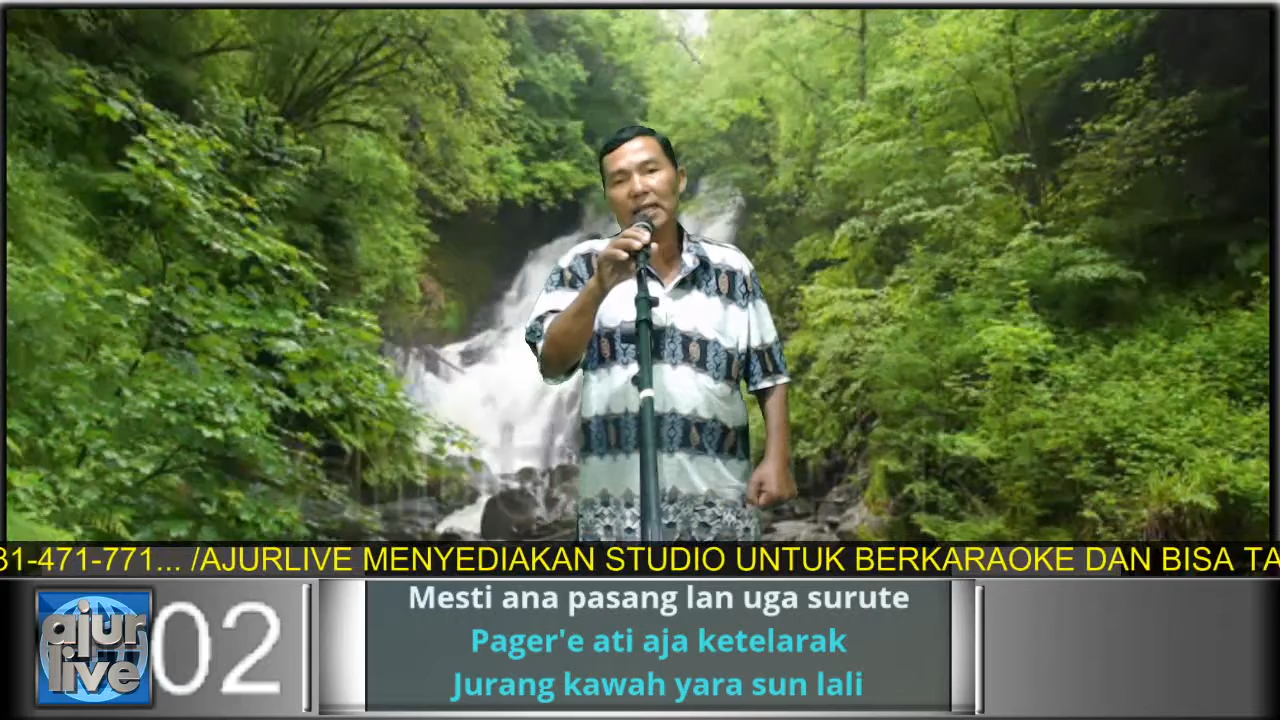 81-471-771... /AJURLIVE MENYEDIAKAN STUDIO UNTUK BERKARAOKE DAN BISA TA
ajur
live
02
Mesti ana pasang lan uga surute
Pager'e ati aja ketelarak
Jurang kawah yara sun lali